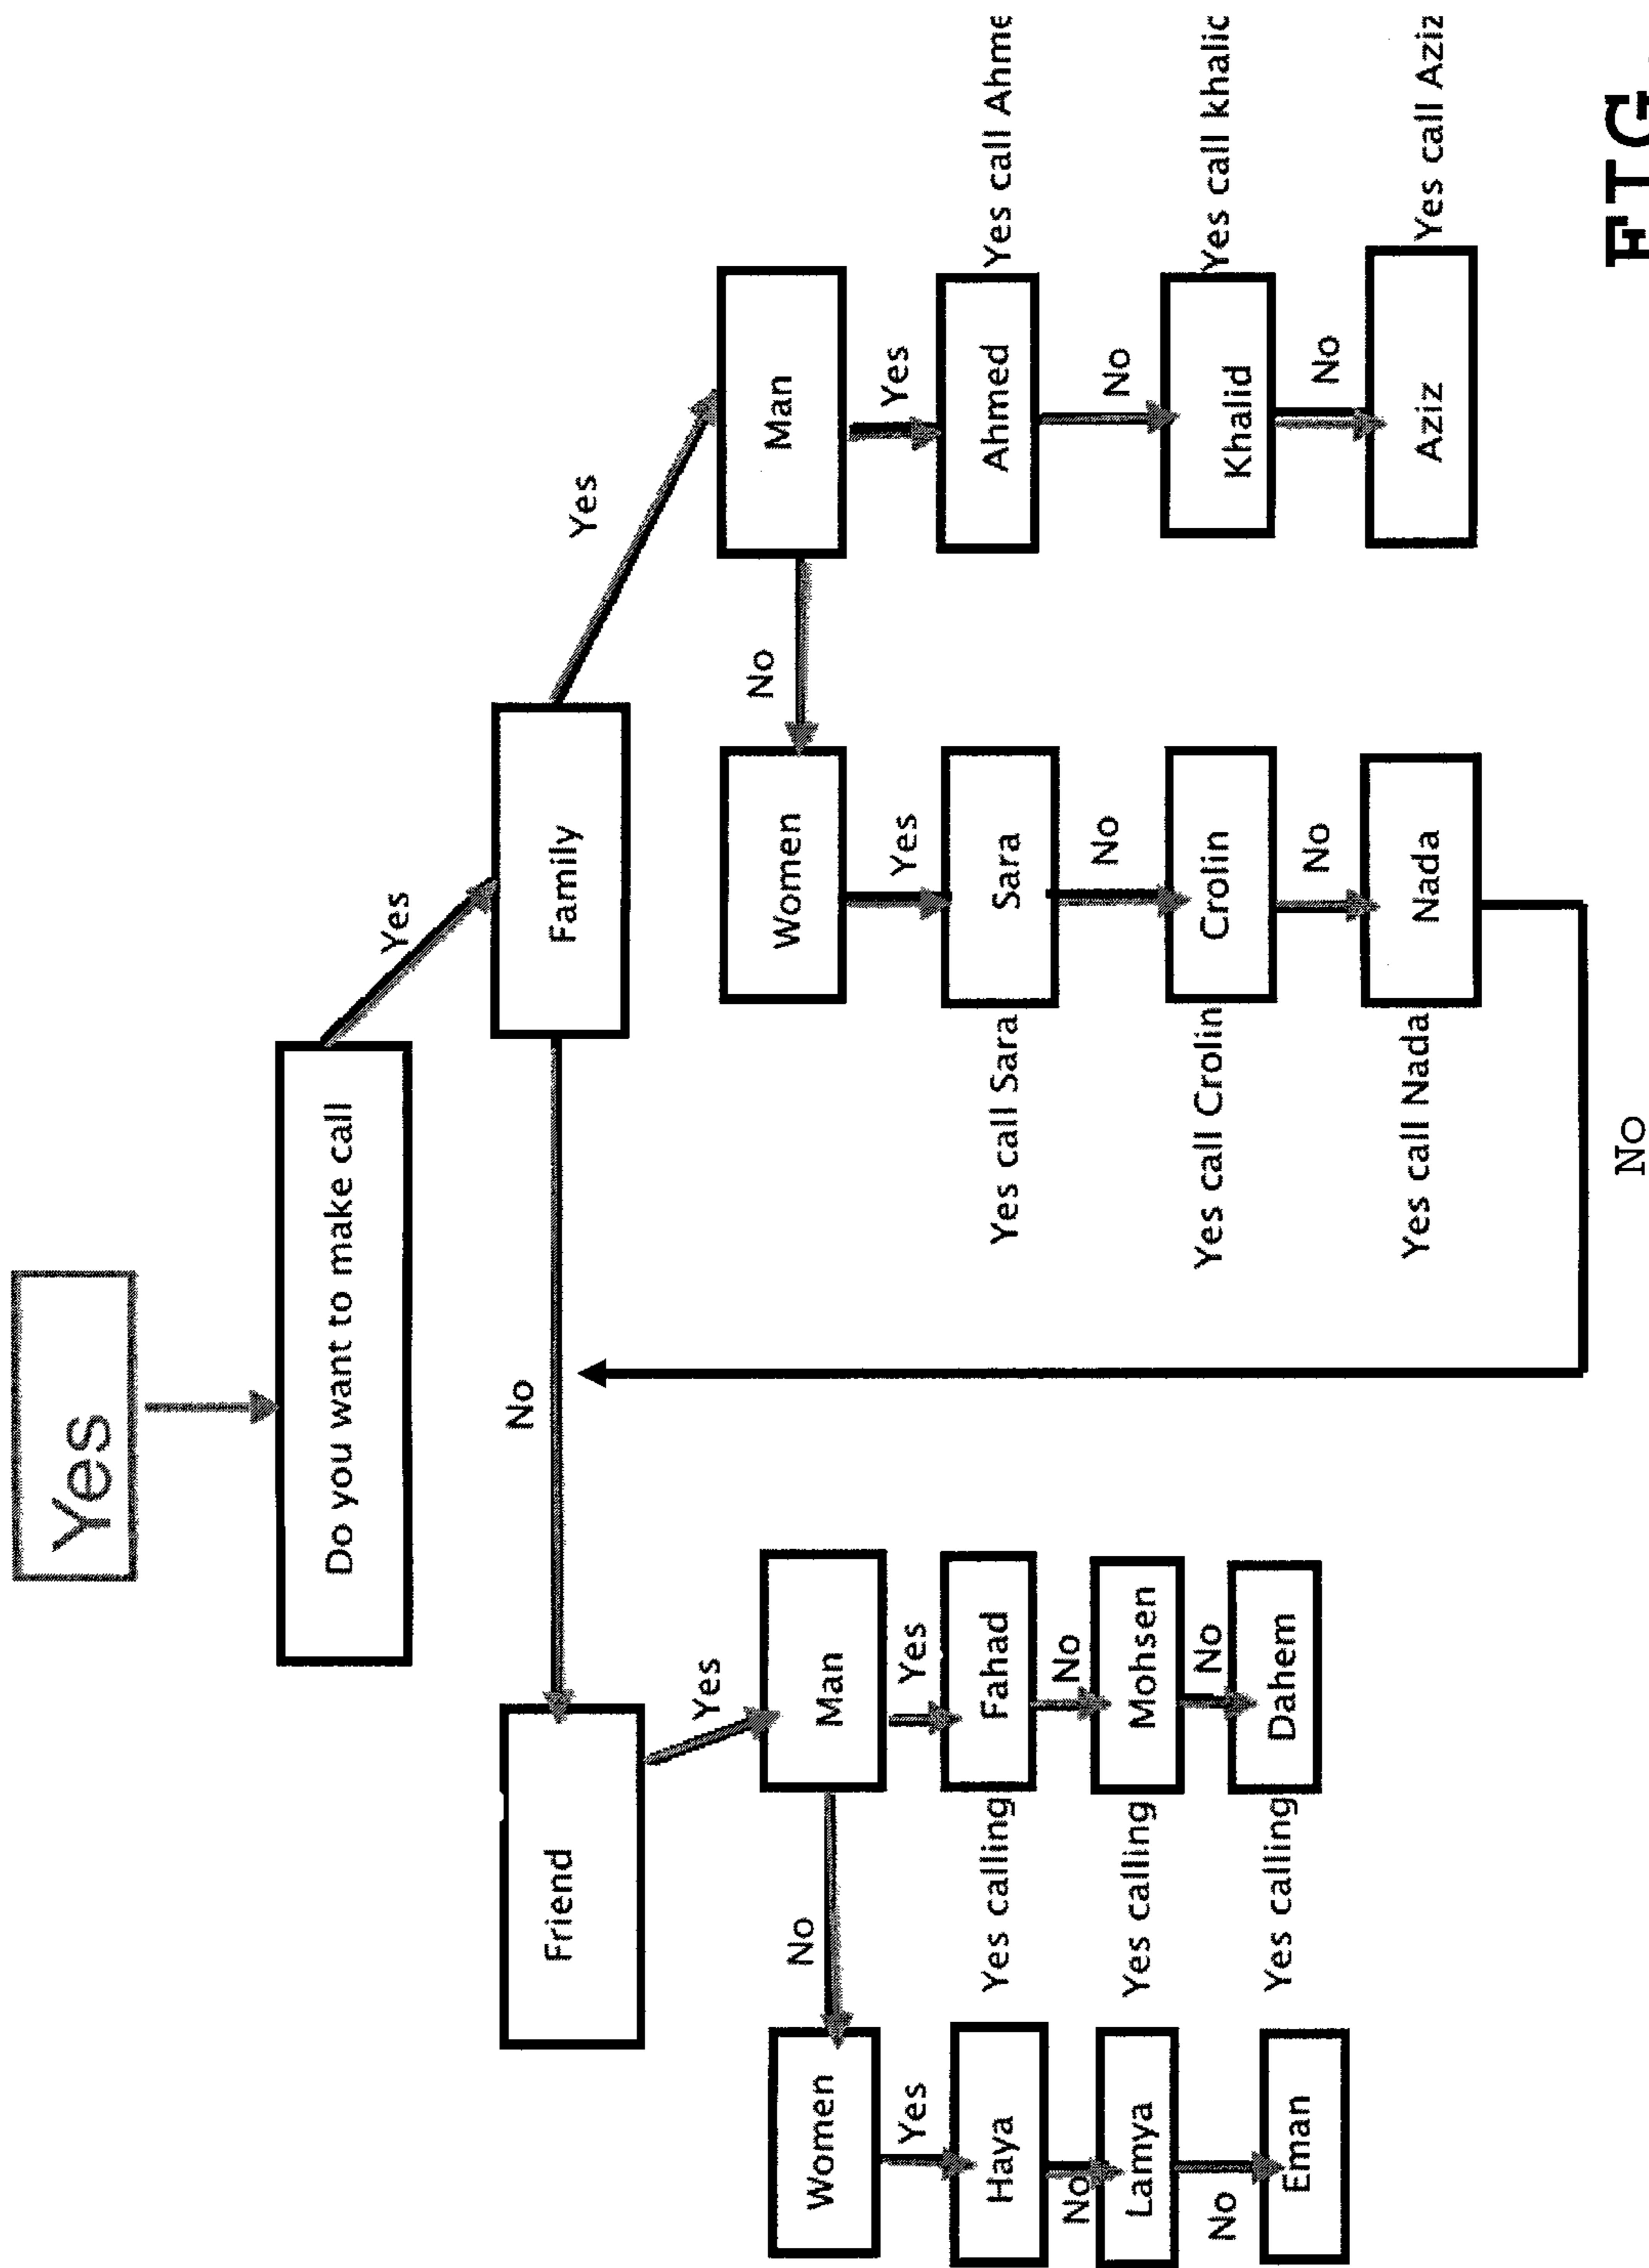 Yes
Do you want to make call
Yes
No
Friend
Family
Yes
Yes
No
No
Women
Man
Women
Man
Yes
Yes
Yes
Yes
Haya
Yes calling
Fahad
Yes call Sara
Sara
Ahmed
Yes call Ahme
No
No
No
No
Lamya
Yes calling
Mohsen
Yes call Crolin
Crolin
Khalid
Yes call khalid
No
No
No
No
Eman
Yes calling
Dahem
Yes call Nada
Nada
Aziz
Yes call Aziz
No
FIG.